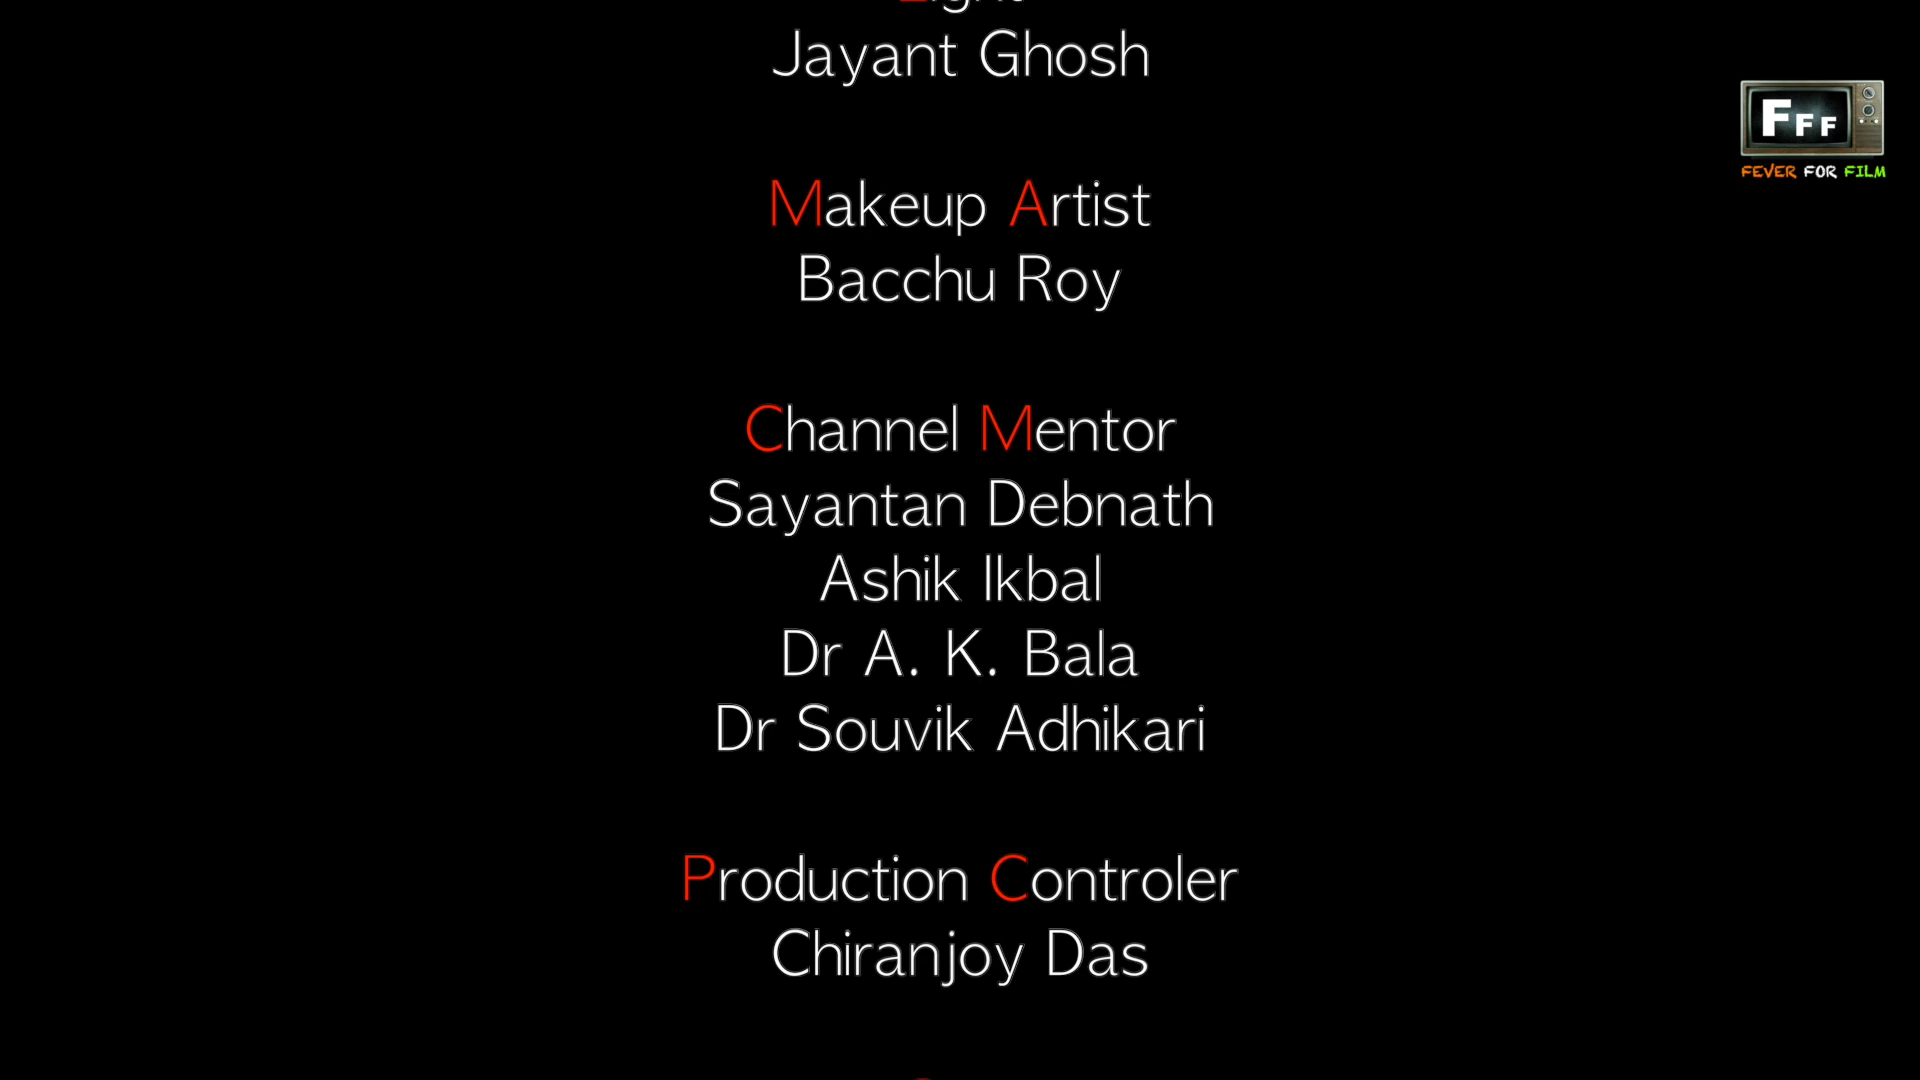 Jayant Ghosh
Makeup Artist
Bacchu Roy
Channel Mentor
Sayantan Debnath
Ashik Ikbal
Dr A. K. Bala
Dr Souvik Adhikari
Production Controler
Chiranjoy Das
FFF
FEVER FOR FILM